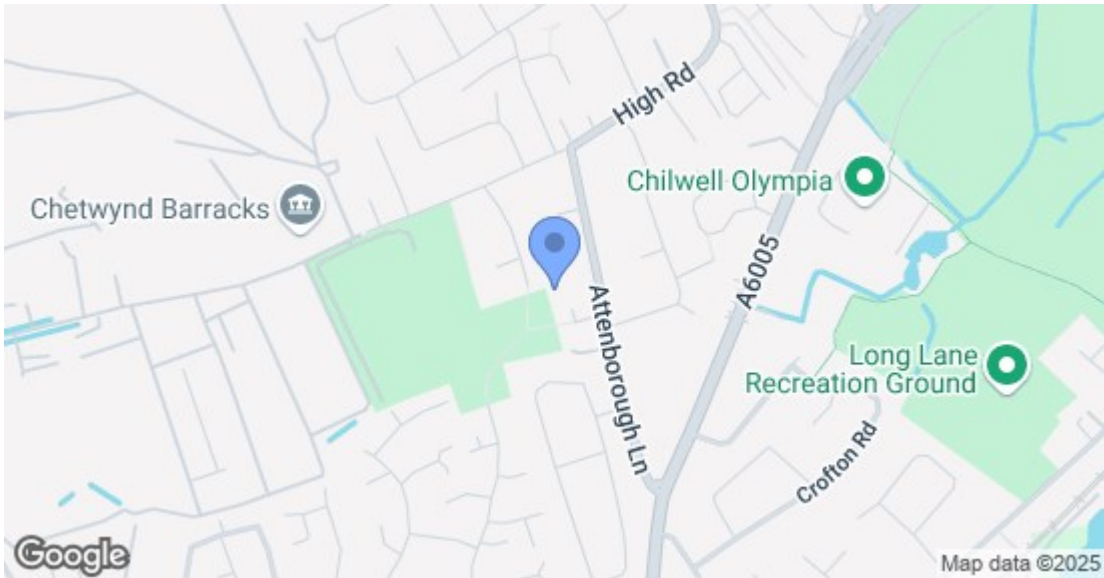 High Rd
Chilwell Olympia
Chetwynd Barracks
A6005
Attenborough Ln
Long Lane
Recreation Ground
Crofton Rd
Google
Map data ©2025